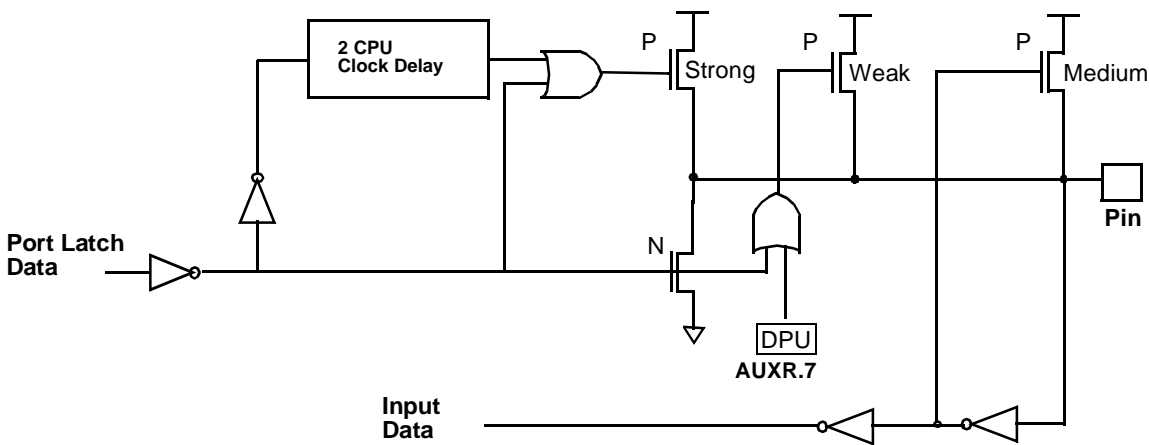 2 CPU
Clock Delay
P
Strong
P
Weak
P
Medium
Pin
Port Latch
Data
N
DPU
AUXR.7
Input
Data